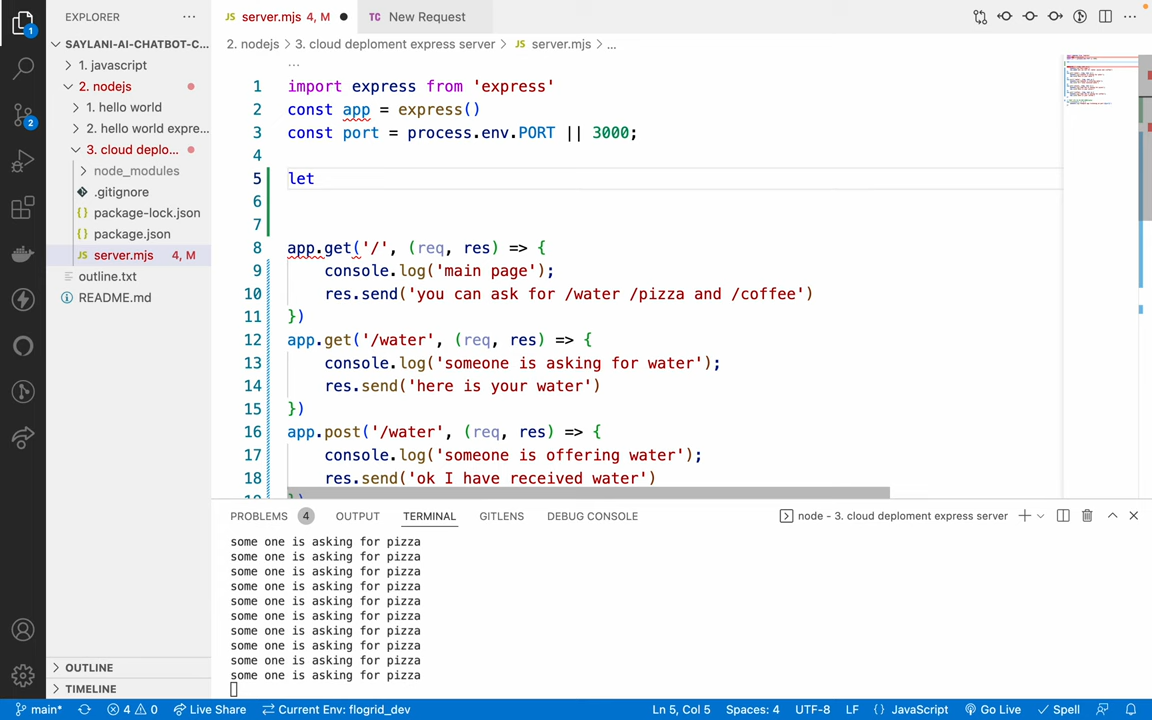 EXPLORER ···
server.mjs 4, M ●
TC New Request
···
SAYLANI-AI-CHATBOT-C...
1. javascript
2. nodejs
1. hello world
2. hello world expre...
3. cloud deplo...
node_modules
.gitignore
package-lock.json
package.json
JS server.mjs 4, M
outline.txt
README.md
OUTLINE
TIMELINE
1
2
2. nodejs > 3. cloud deploment express server > JS server.mjs > ...
1 import express from 'express'
2 const app = express()
3 const port = process.env.PORT || 3000;
4
5 let
6
7
8 app.get('/', (req, res) => {
9 console.log('main page');
10 res.send('you can ask for /water /pizza and /coffee')
11 })
12 app.get('/water', (req, res) => {
13 console.log('someone is asking for water');
14 res.send('here is your water')
15 })
16 app.post('/water', (req, res) => {
17 console.log('someone is offering water');
18 res.send('ok I have received water')
PROBLEMS 4 OUTPUT TERMINAL GITLENS DEBUG CONSOLE node - 3. cloud deploment express server
some one is asking for pizza
some one is asking for pizza
some one is asking for pizza
some one is asking for pizza
some one is asking for pizza
some one is asking for pizza
some one is asking for pizza
some one is asking for pizza
some one is asking for pizza
some one is asking for pizza
main* 4 0 Live Share Current Env: flogrid_dev Ln 5, Col 5 Spaces: 4 UTF-8 LF {} JavaScript Go Live Spell